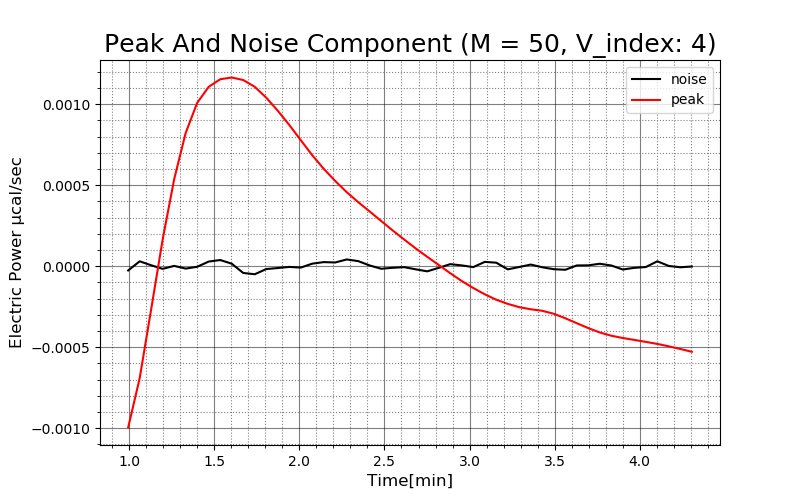 Peak And Noise Component (M = 50, V_index: 4)
noise
peak
0.0010
0.0005
0.0000
−0.0005
−0.0010
Electric Power μcal/sec
1.0 1.5 2.0 2.5 3.0 3.5 4.0
Time[min]